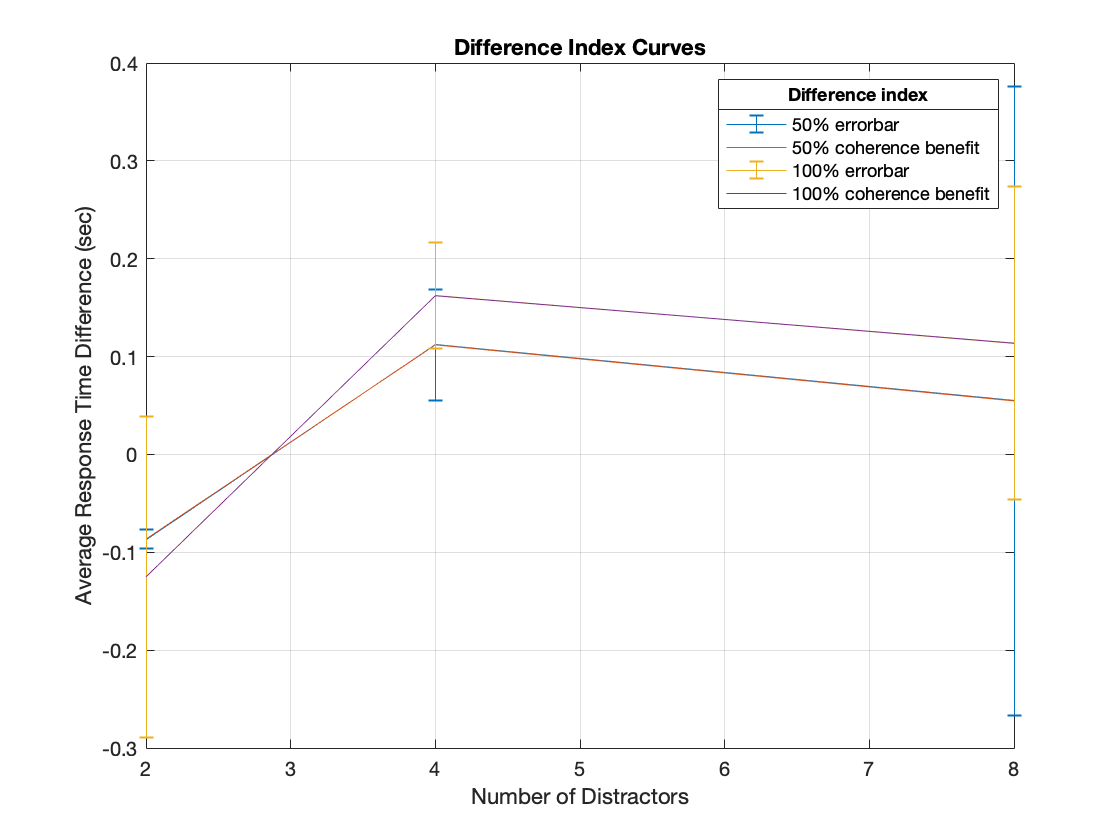 Difference Index Curves
Difference index
50% errorbar
50% coherence benefit
100% errorbar
100% coherence benefit
Average Response Time Difference (sec)
0.4
0.3
0.2
0.1
0
-0.1
-0.2
-0.3
2 3 4 5 6 7 8
Number of Distractors